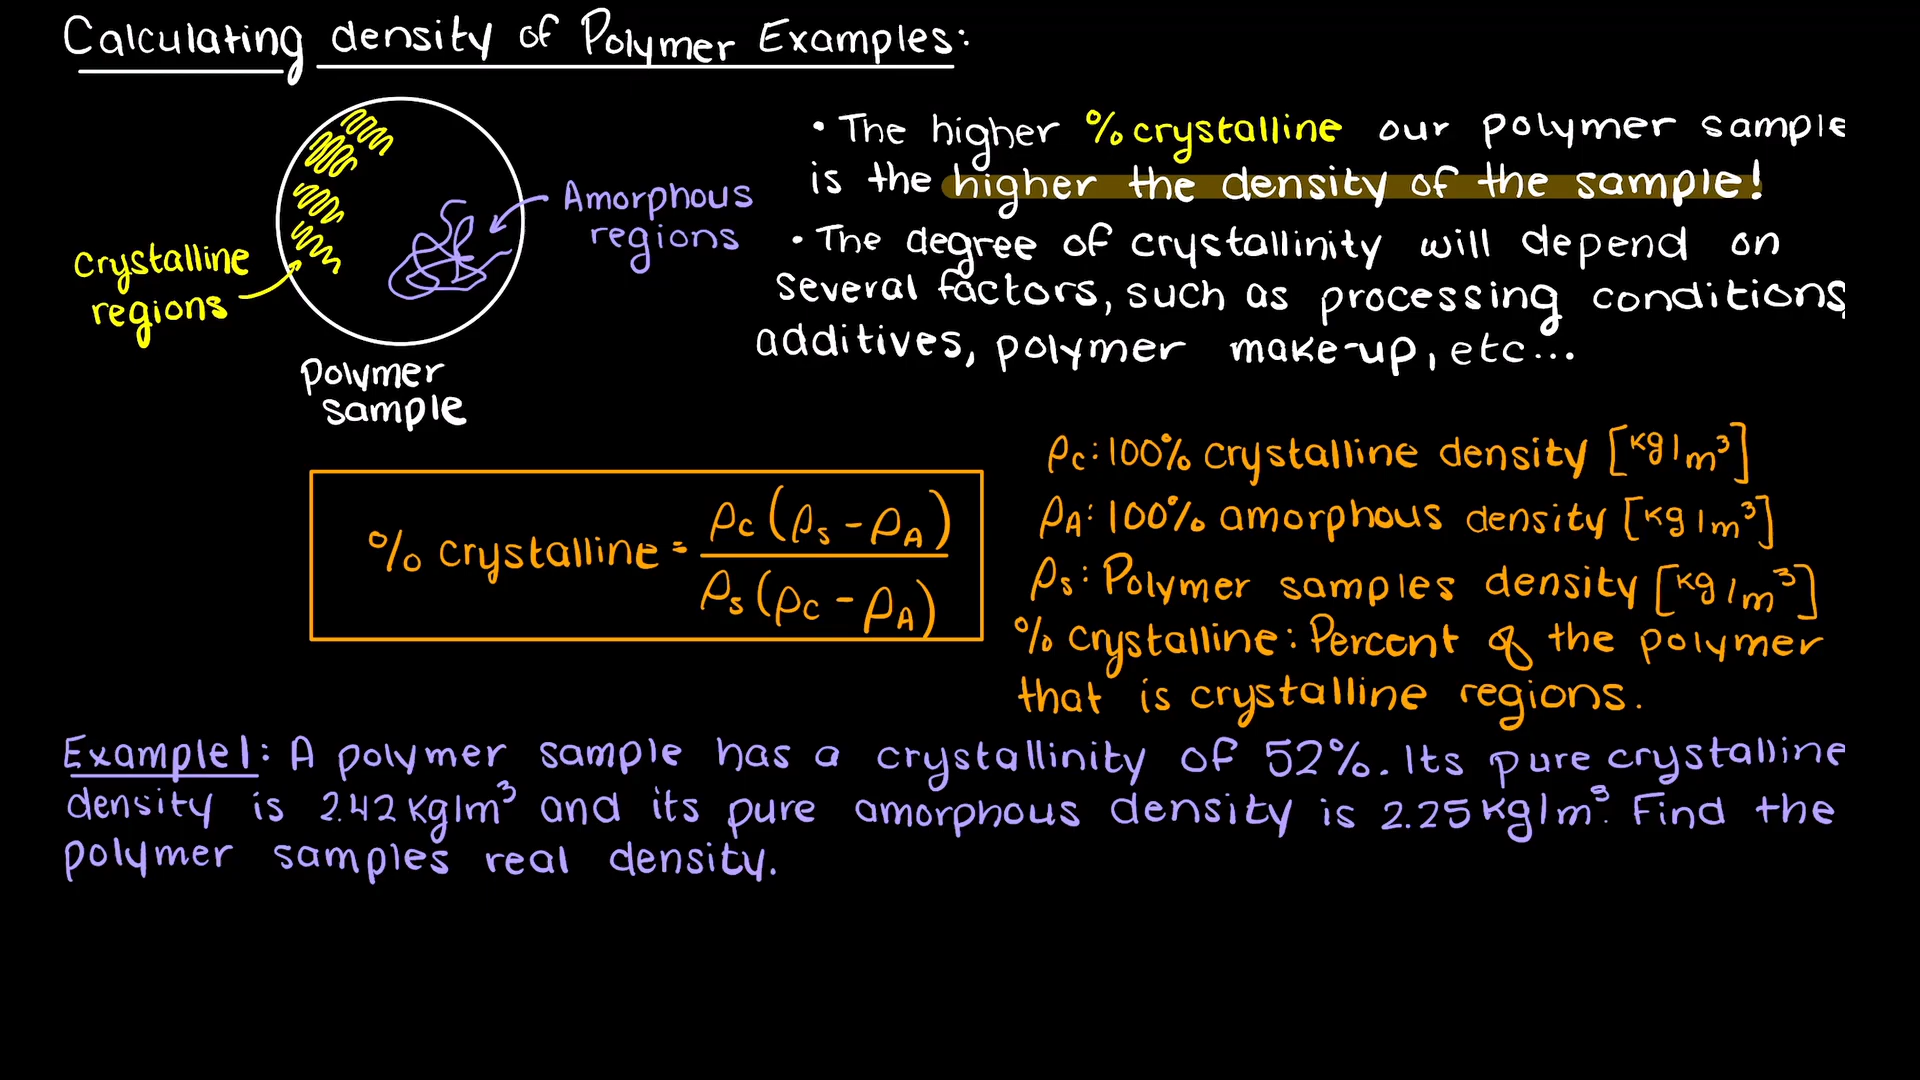 Calculating density of Polymer Examples:
• The higher % crystalline our polymer sample
is the higher the density of the sample!
Amorphous
regions
• The degree of crystallinity will depend on
crystalline
regions
several factors, such as processing conditions
additives, polymer make-up, etc...
polymer
sample
ρc: 100% crystalline density [kg/m³]
% crystalline = ρc (ρs - ρA) / ρs (ρc - ρA)
ρA: 100% amorphous density [kg/m³]
ρs: Polymer samples density [kg/m³]
% crystalline: Percent of the polymer
that is crystalline regions.
Example 1: A polymer sample has a crystallinity of 52%. Its pure crystalline
density is 2.42 kg/m³ and its pure amorphous density is 2.25 kg/m³. Find the
polymer samples real density.